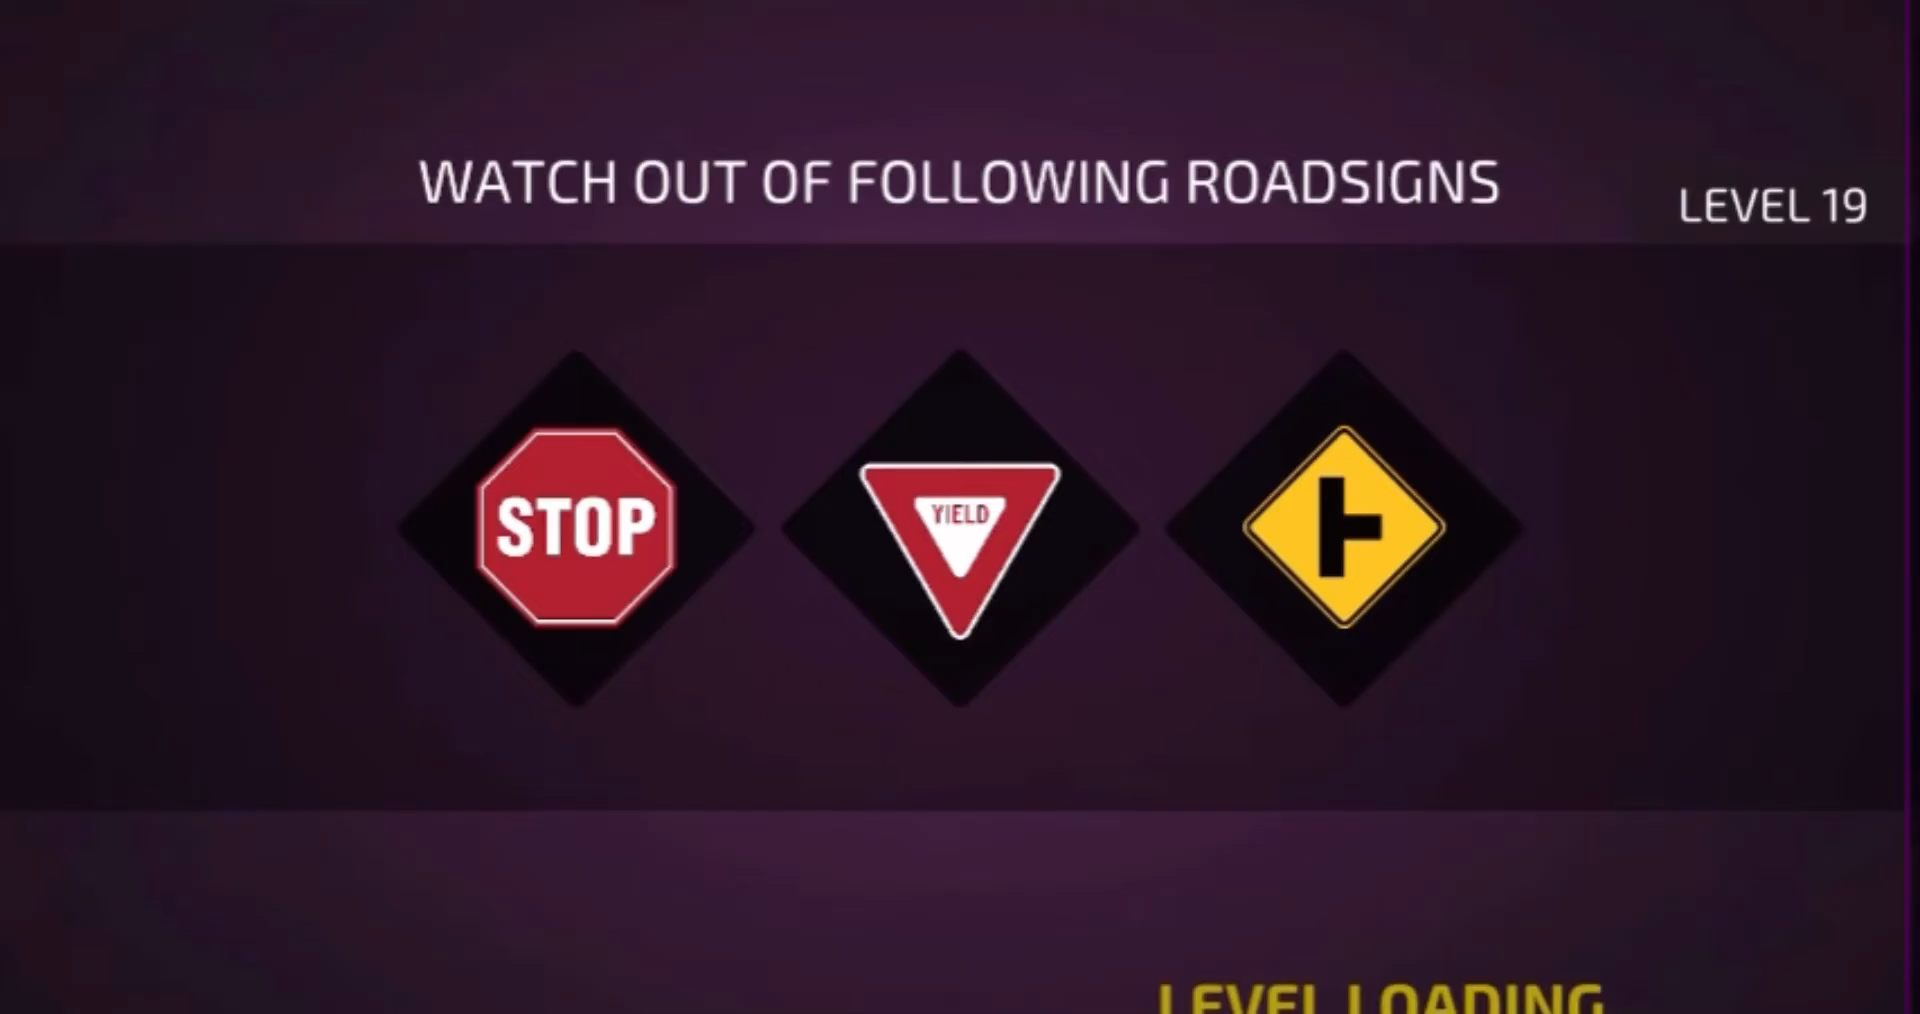 WATCH OUT OF FOLLOWING ROADSIGNS
LEVEL 19
STOP
YIELD
LEVEL LOADING